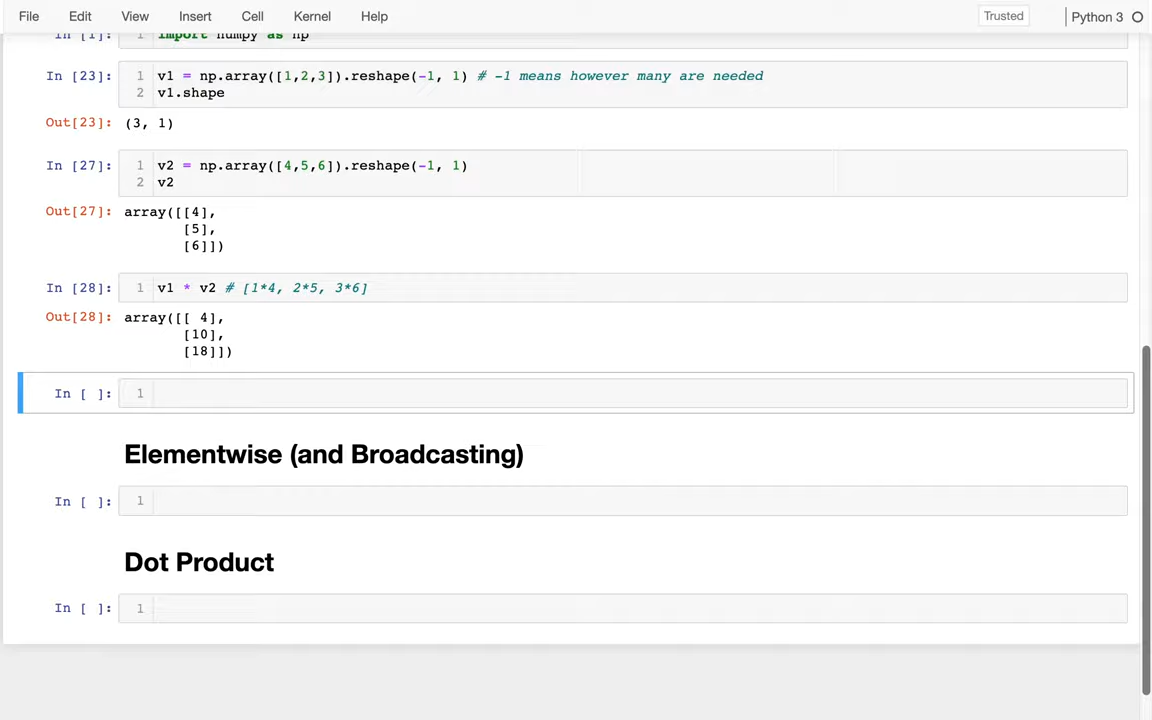 File Edit View Insert Cell Kernel Help Trusted Python 3
In [1]: 1 import numpy as np
In [23]: 1 v1 = np.array([1,2,3]).reshape(-1, 1) # -1 means however many are needed
2 v1.shape
Out[23]: (3, 1)
In [27]: 1 v2 = np.array([4,5,6]).reshape(-1, 1)
2 v2
Out[27]: array([[4],
[5],
[6]])
In [28]: 1 v1 * v2 # [1*4, 2*5, 3*6]
Out[28]: array([[ 4],
[10],
[18]])
In [ ]: 1
Elementwise (and Broadcasting)
In [ ]: 1
Dot Product
In [ ]: 1